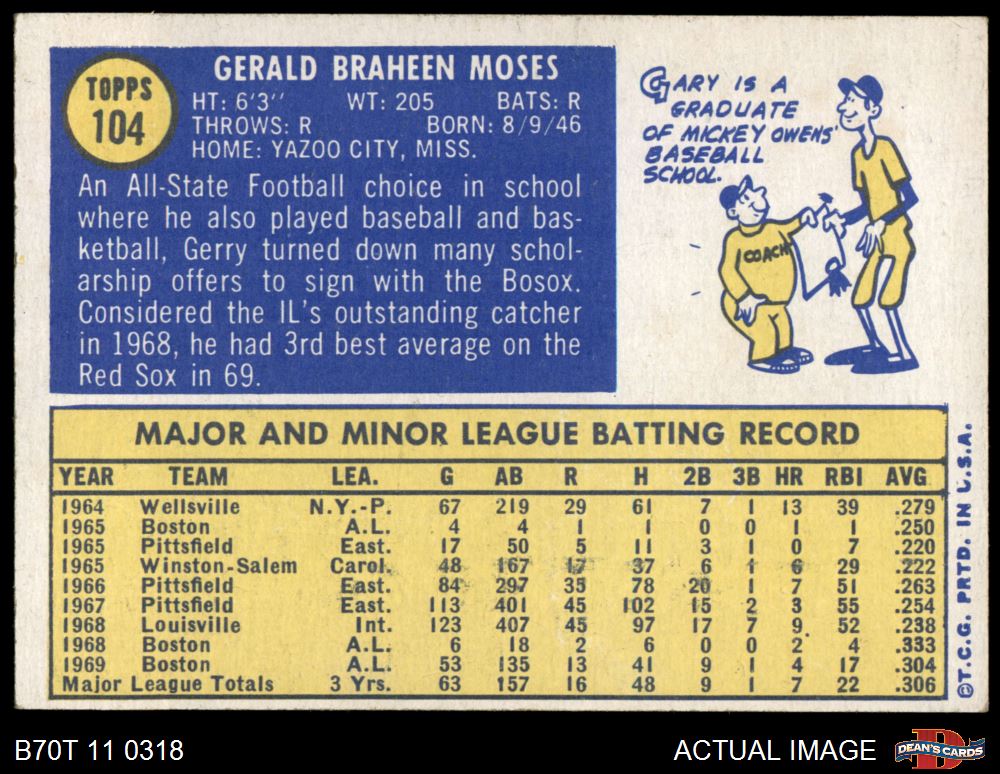 TOPPS
104
GERALD BRAHEEN MOSES
HT: 6'3" WT: 205 BATS: R
THROWS: R BORN: 8/9/46
HOME: YAZOO CITY, MISS.
An All-State Football choice in school
where he also played baseball and bas-
ketball, Gerry turned down many schol-
arship offers to sign with the Bosox.
Considered the IL's outstanding catcher
in 1968, he had 3rd best average on the
Red Sox in 69.
GARY IS A
GRADUATE
OF MICKEY OWENS'
BASEBALL
SCHOOL.
COACH
MAJOR AND MINOR LEAGUE BATTING RECORD
YEAR TEAM LEA. G AB R H 2B 3B HR RBI AVG
1964 Wellsville N.Y.-P. 67 219 29 61 7 1 13 39 .279
1965 Boston A.L. 4 4 1 1 0 0 1 1 .250
1965 Pittsfield East. 17 50 5 11 3 1 0 7 .220
1965 Winston-Salem Carol. 48 167 17 37 6 1 6 29 .222
1966 Pittsfield East. 84 297 35 78 20 1 7 51 .263
1967 Pittsfield East. 113 401 45 102 15 2 3 55 .254
1968 Louisville Int. 123 407 45 97 17 7 9 52 .238
1968 Boston A.L. 6 18 2 6 0 0 2 4 .333
1969 Boston A.L. 53 135 13 41 9 1 4 17 .304
Major League Totals 3 Yrs. 63 157 16 48 9 1 7 22 .306
©T.C.G. PRTD. IN U.S.A.
B70T 11 0318 ACTUAL IMAGE
DEAN'S CARDS